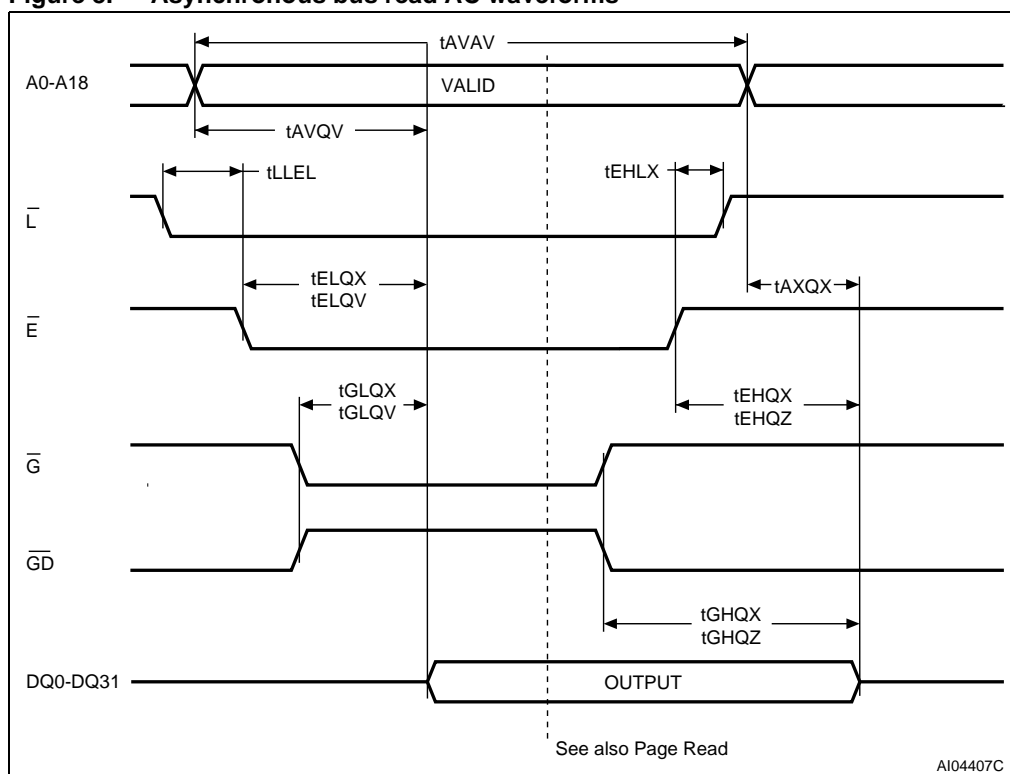 Figure 8. Asynchronous bus read AC waveforms
tAVAV
A0-A18
VALID
tAVQV
tLLEL
tEHLX
L̅
tELQX
tELQV
tAXQX
E̅
tGLQX
tGLQV
tEHQX
tEHQZ
G̅
G̅D̅
tGHQX
tGHQZ
DQ0-DQ31
OUTPUT
See also Page Read
AI04407C